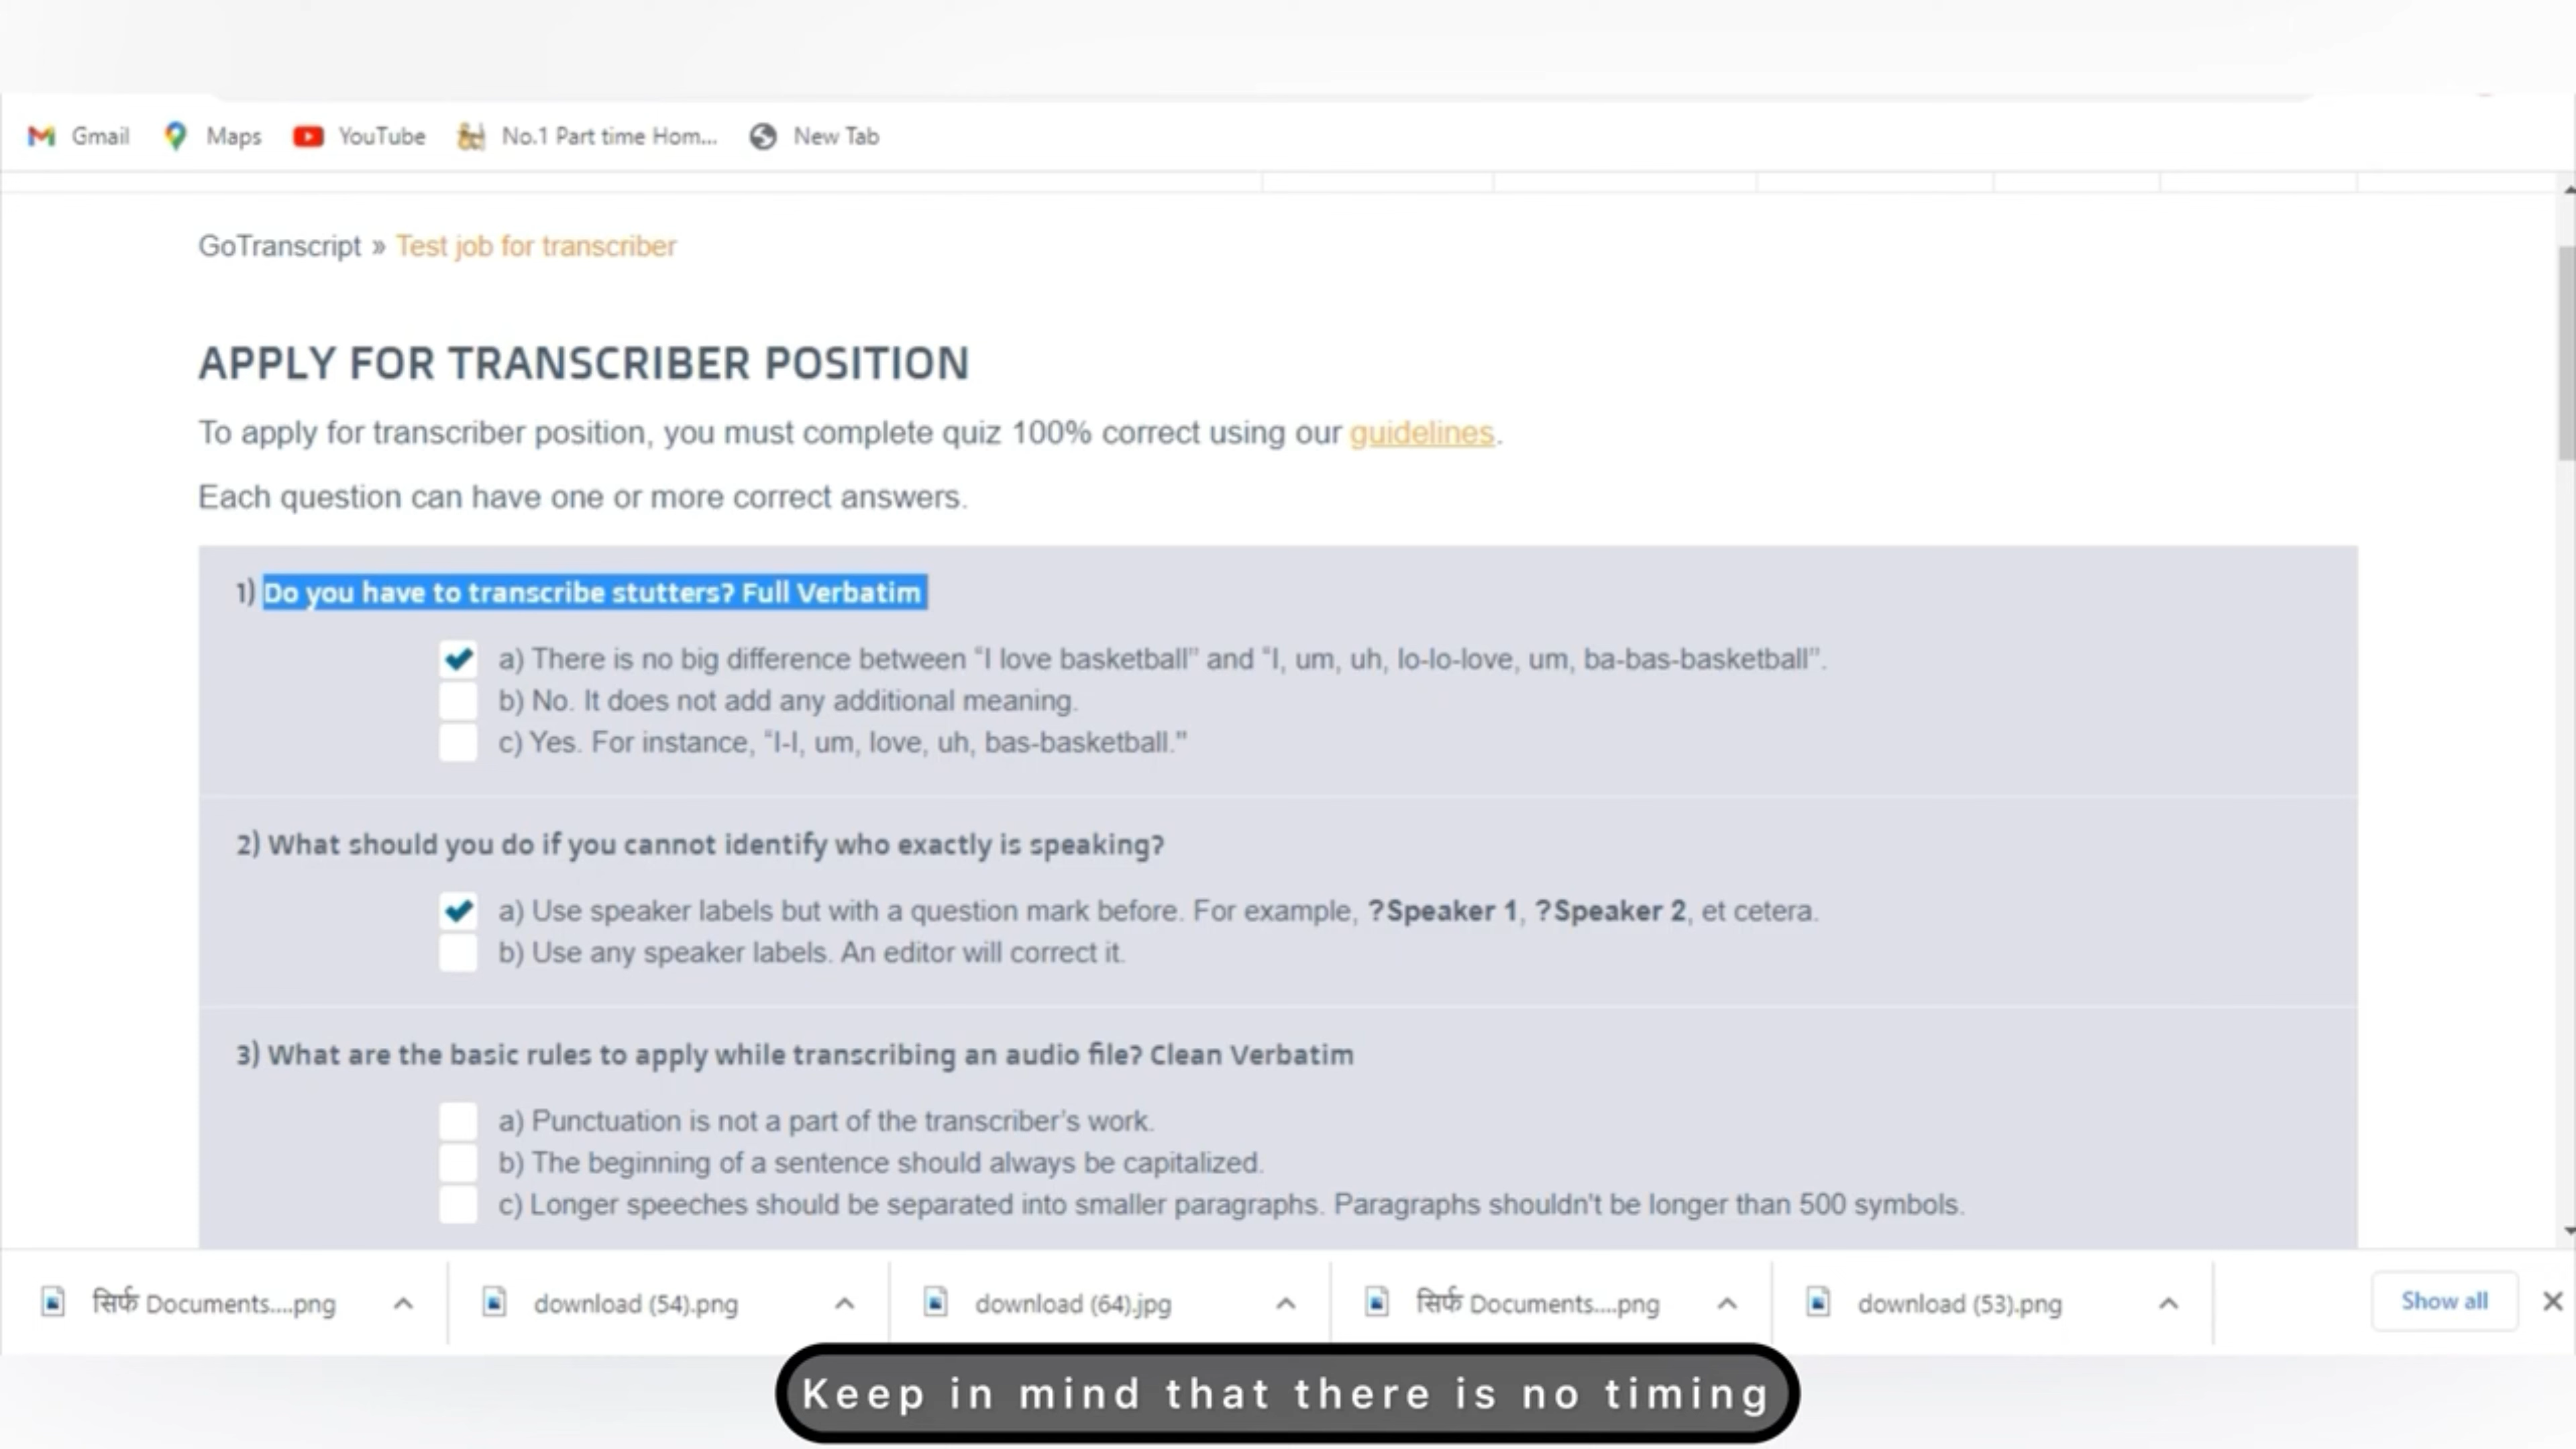 Gmail Maps YouTube No.1 Part time Hom... New Tab
GoTranscript » Test job for transcriber
APPLY FOR TRANSCRIBER POSITION
To apply for transcriber position, you must complete quiz 100% correct using our guidelines.
Each question can have one or more correct answers.
1) Do you have to transcribe stutters? Full Verbatim
a) There is no big difference between “I love basketball” and “I, um, uh, lo-lo-love, um, ba-bas-basketball”.
b) No. It does not add any additional meaning.
c) Yes. For instance, “I-I, um, love, uh, bas-basketball."
2) What should you do if you cannot identify who exactly is speaking?
a) Use speaker labels but with a question mark before. For example, ?Speaker 1, ?Speaker 2, et cetera.
b) Use any speaker labels. An editor will correct it.
3) What are the basic rules to apply while transcribing an audio file? Clean Verbatim
a) Punctuation is not a part of the transcriber’s work.
b) The beginning of a sentence should always be capitalized.
c) Longer speeches should be separated into smaller paragraphs. Paragraphs shouldn't be longer than 500 symbols.
सिर्फ Documents....png download (54).png download (64).jpg सिर्फ Documents....png download (53).png Show all
Keep in mind that there is no timing